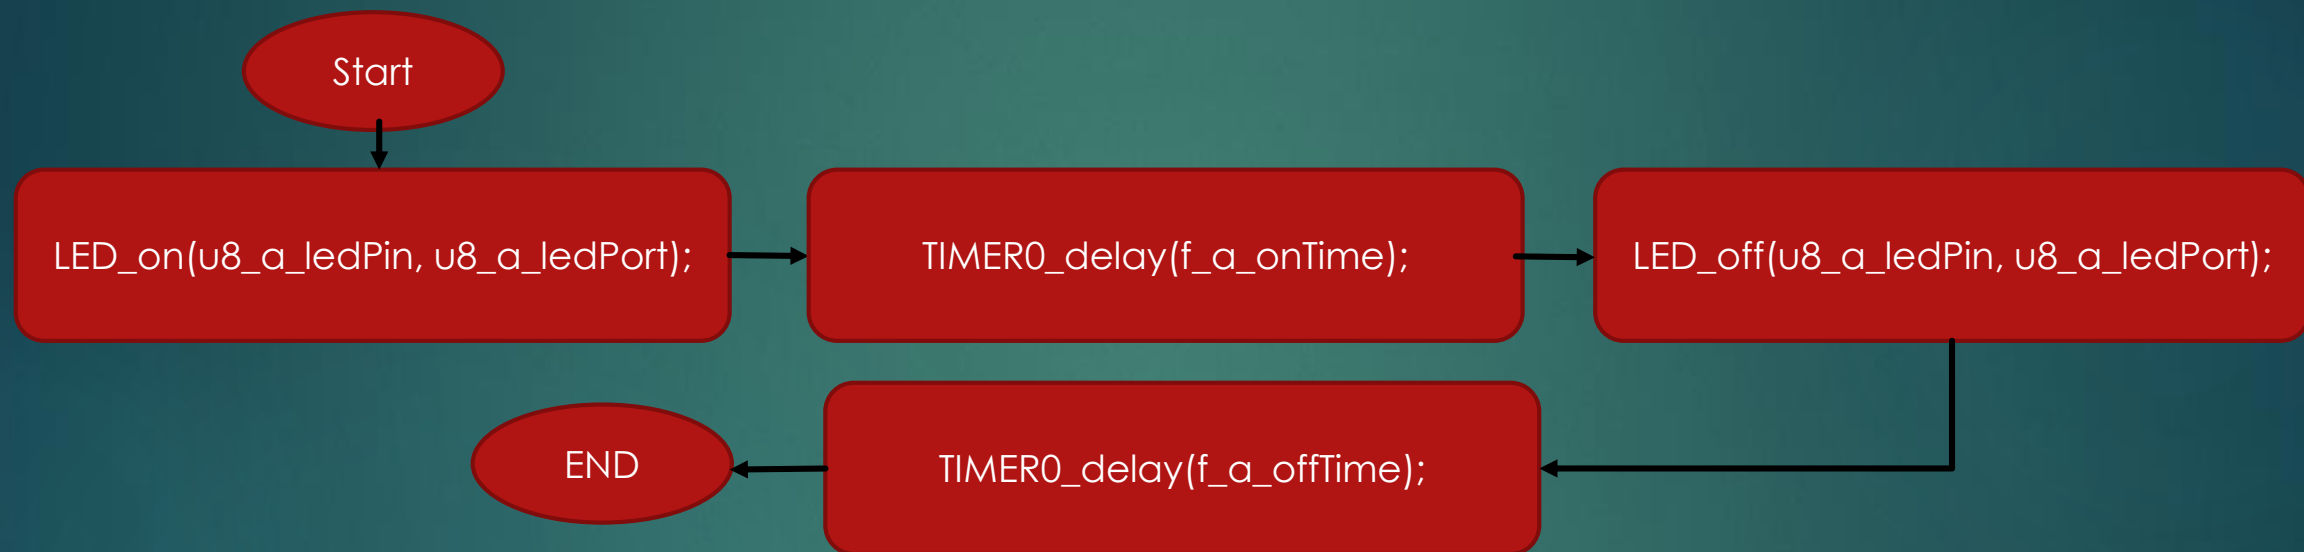 Start
LED_on(u8_a_ledPin, u8_a_ledPort);
TIMER0_delay(f_a_onTime);
LED_off(u8_a_ledPin, u8_a_ledPort);
TIMER0_delay(f_a_offTime);
END